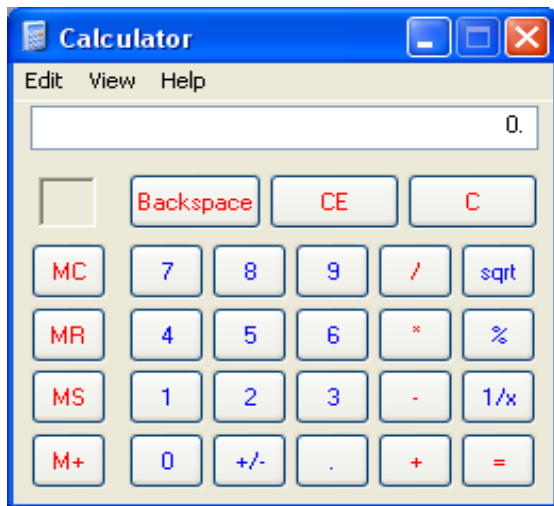 Calculator
Edit View Help
0.
Backspace CE C
MC 7 8 9 / sqrt
MR 4 5 6 * %
MS 1 2 3 - 1/x
M+ 0 +/- . + =